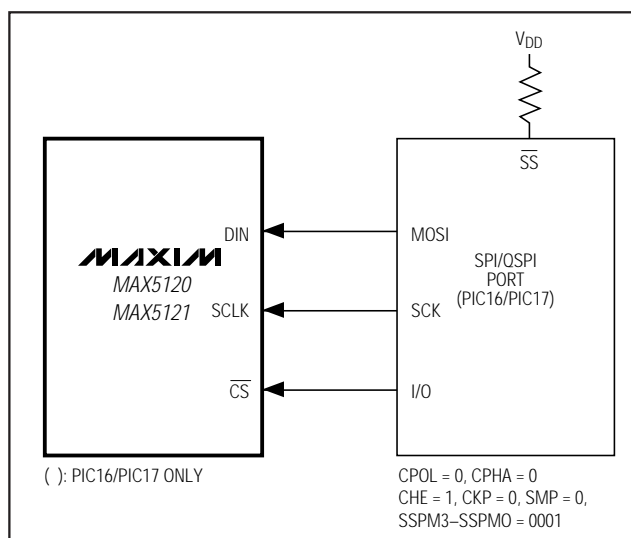 VDD
SS
DIN
MOSI
MAXIM
MAX5120
MAX5121
SPI/QSPI
PORT
(PIC16/PIC17)
SCLK
SCK
CS
I/O
( ): PIC16/PIC17 ONLY
CPOL = 0, CPHA = 0
CHE = 1, CKP = 0, SMP = 0,
SSPM3–SSPMO = 0001